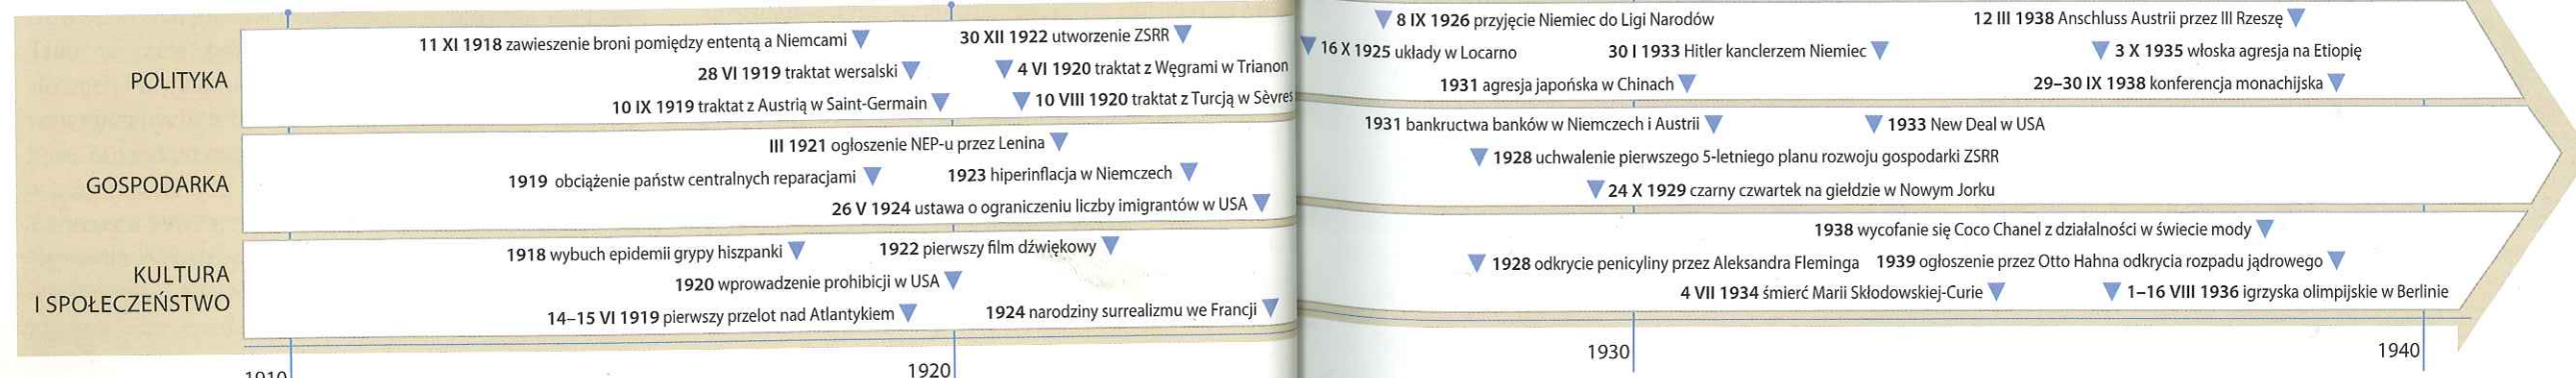 POLITYKA
11 XI 1918 zawieszenie broni pomiędzy ententą a Niemcami
30 XII 1922 utworzenie ZSRR
28 VI 1919 traktat wersalski
4 VI 1920 traktat z Węgrami w Trianon
10 IX 1919 traktat z Austrią w Saint-Germain
10 VIII 1920 traktat z Turcją w Sèvres
8 IX 1926 przyjęcie Niemiec do Ligi Narodów
12 III 1938 Anschluss Austrii przez III Rzeszę
16 X 1925 układy w Locarno
30 I 1933 Hitler kanclerzem Niemiec
3 X 1935 włoska agresja na Etiopię
1931 agresja japońska w Chinach
29–30 IX 1938 konferencja monachijska
GOSPODARKA
III 1921 ogłoszenie NEP-u przez Lenina
1919 obciążenie państw centralnych reparacjami
1923 hiperinflacja w Niemczech
26 V 1924 ustawa o ograniczeniu liczby imigrantów w USA
1931 bankructwa banków w Niemczech i Austrii
1933 New Deal w USA
1928 uchwalenie pierwszego 5-letniego planu rozwoju gospodarki ZSRR
24 X 1929 czarny czwartek na giełdzie w Nowym Jorku
KULTURA
I SPOŁECZEŃSTWO
1918 wybuch epidemii grypy hiszpanki
1922 pierwszy film dźwiękowy
1920 wprowadzenie prohibicji w USA
14–15 VI 1919 pierwszy przelot nad Atlantykiem
1924 narodziny surrealizmu we Francji
1938 wycofanie się Coco Chanel z działalności w świecie mody
1928 odkrycie penicyliny przez Aleksandra Fleminga
1939 ogłoszenie przez Otto Hahna odkrycia rozpadu jądrowego
4 VII 1934 śmierć Marii Skłodowskiej-Curie
1–16 VIII 1936 igrzyska olimpijskie w Berlinie
1910
1920
1930
1940